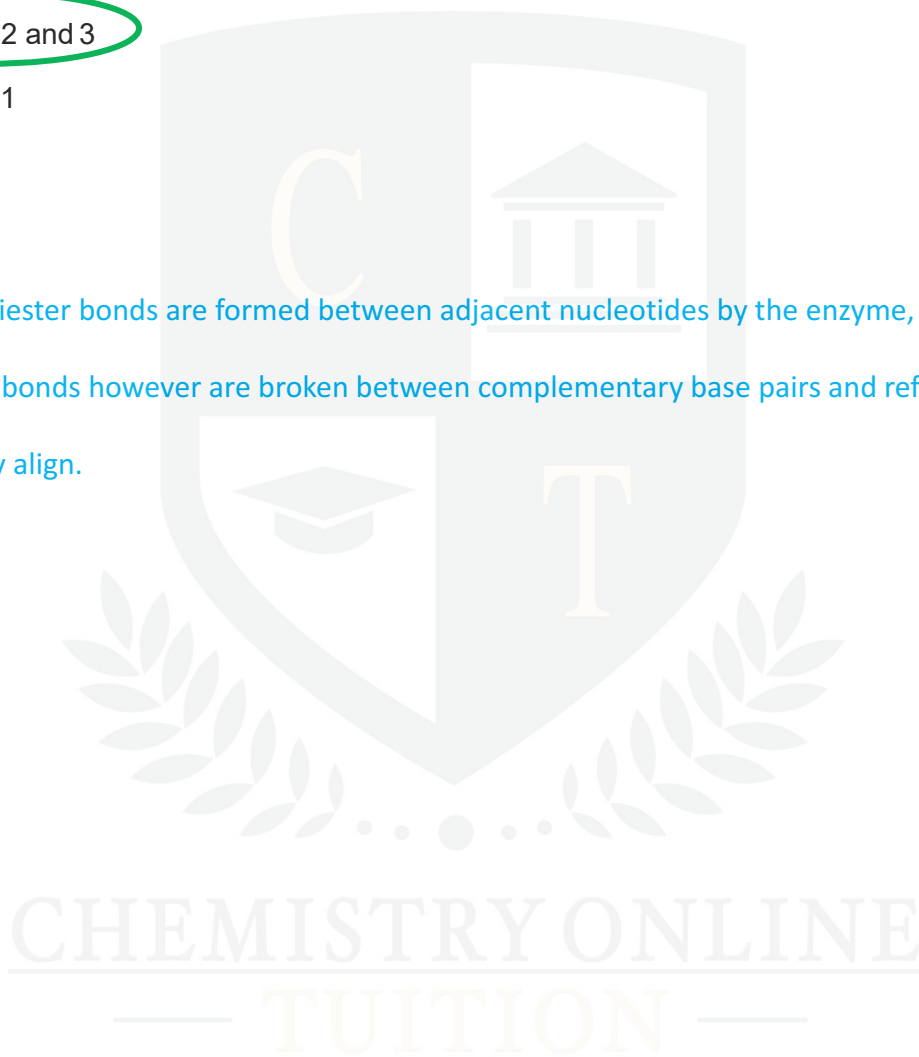 2 and 3
1
iester bonds are formed between adjacent nucleotides by the enzyme,
bonds however are broken between complementary base pairs and ref
y align.
C
T
CHEMISTRY ONLINE
TUITION